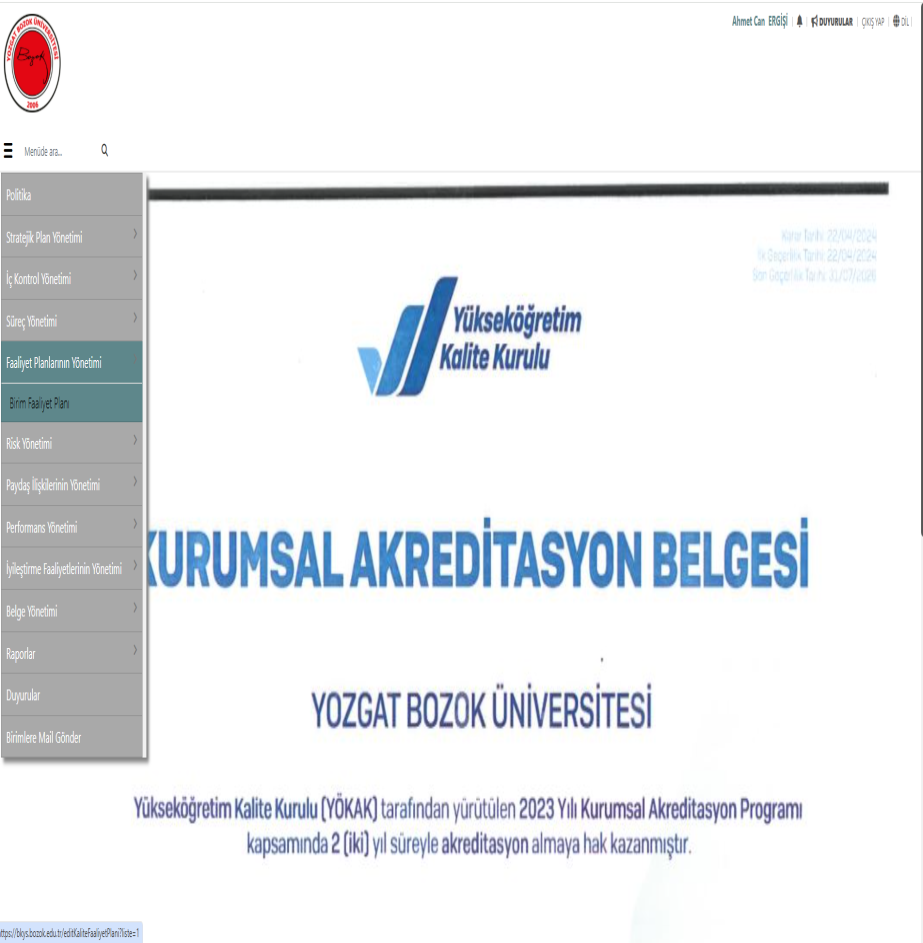 YOZGAT BOZOK ÜNİVERSİTESİ
Bozok
2006
Ahmet Can ERGİŞİ | DUYURULAR | ÇIKIŞ YAP | DİL |
Menüde ara...
Politika
Stratejik Plan Yönetimi
İç Kontrol Yönetimi
Süreç Yönetimi
Faaliyet Planlarının Yönetimi
Birim Faaliyet Planı
Risk Yönetimi
Paydaş İlişkilerinin Yönetimi
Performans Yönetimi
İyileştirme Faaliyetlerinin Yönetimi
Belge Yönetimi
Raporlar
Duyurular
Birimlere Mail Gönder
Karar Tarihi: 22/04/2024
İlk Geçerlilik Tarihi: 22/04/2024
Son Geçerlilik Tarihi: 31/07/2026
Yükseköğretim
Kalite Kurulu
KURUMSAL AKREDİTASYON BELGESİ
YOZGAT BOZOK ÜNİVERSİTESİ
Yükseköğretim Kalite Kurulu (YÖKAK) tarafından yürütülen 2023 Yılı Kurumsal Akreditasyon Programı
kapsamında 2 (iki) yıl süreyle akreditasyon almaya hak kazanmıştır.
https://bkys.bozok.edu.tr/editKaliteFaaliyetPlani?liste=1